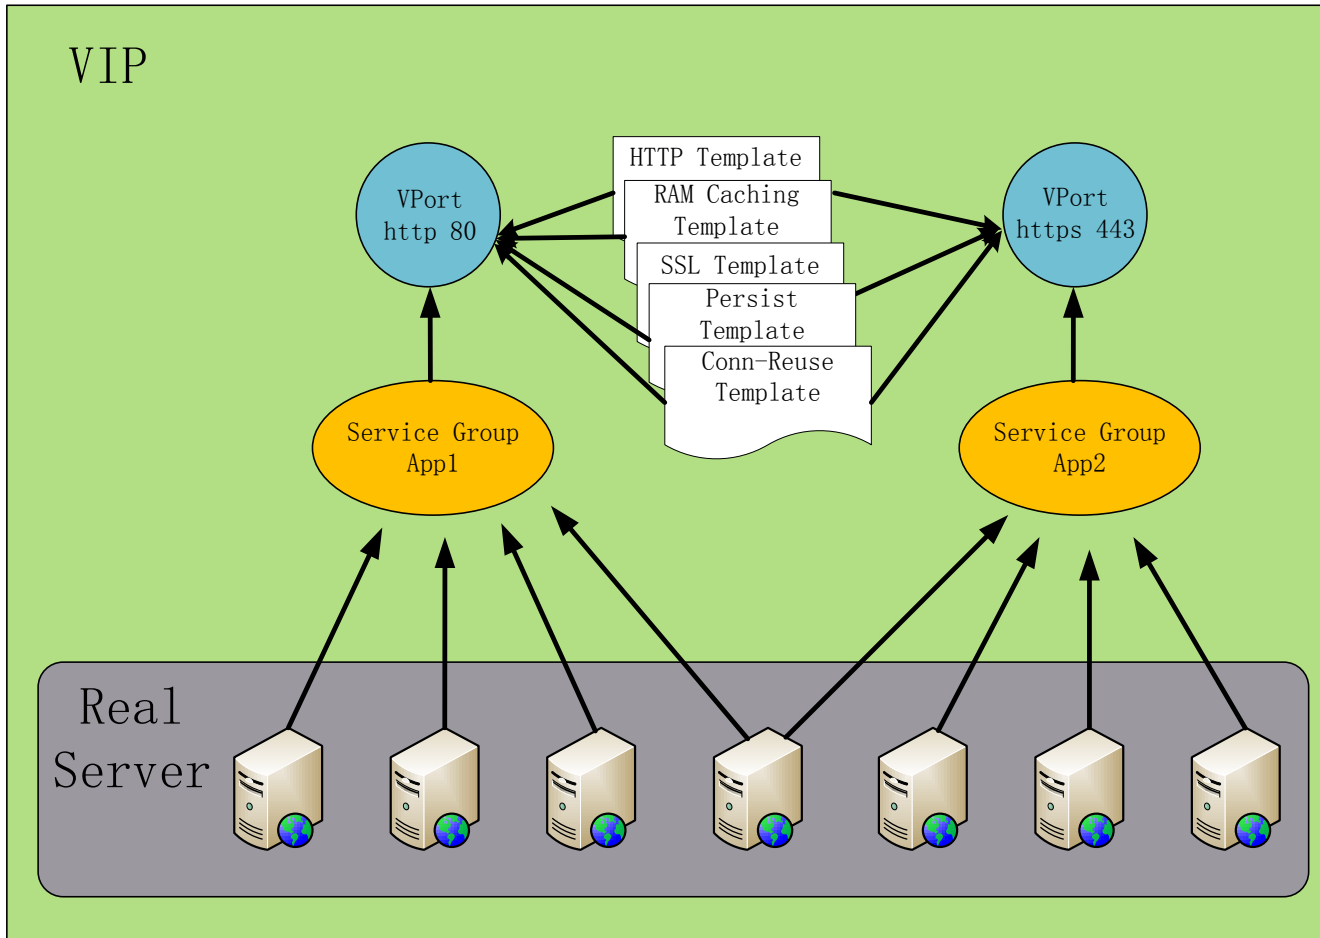 VIP
HTTP Template
RAM Caching
Template
SSL Template
Persist
Template
Conn-Reuse
Template
VPort
http 80
VPort
https 443
Service Group
App1
Service Group
App2
Real
Server